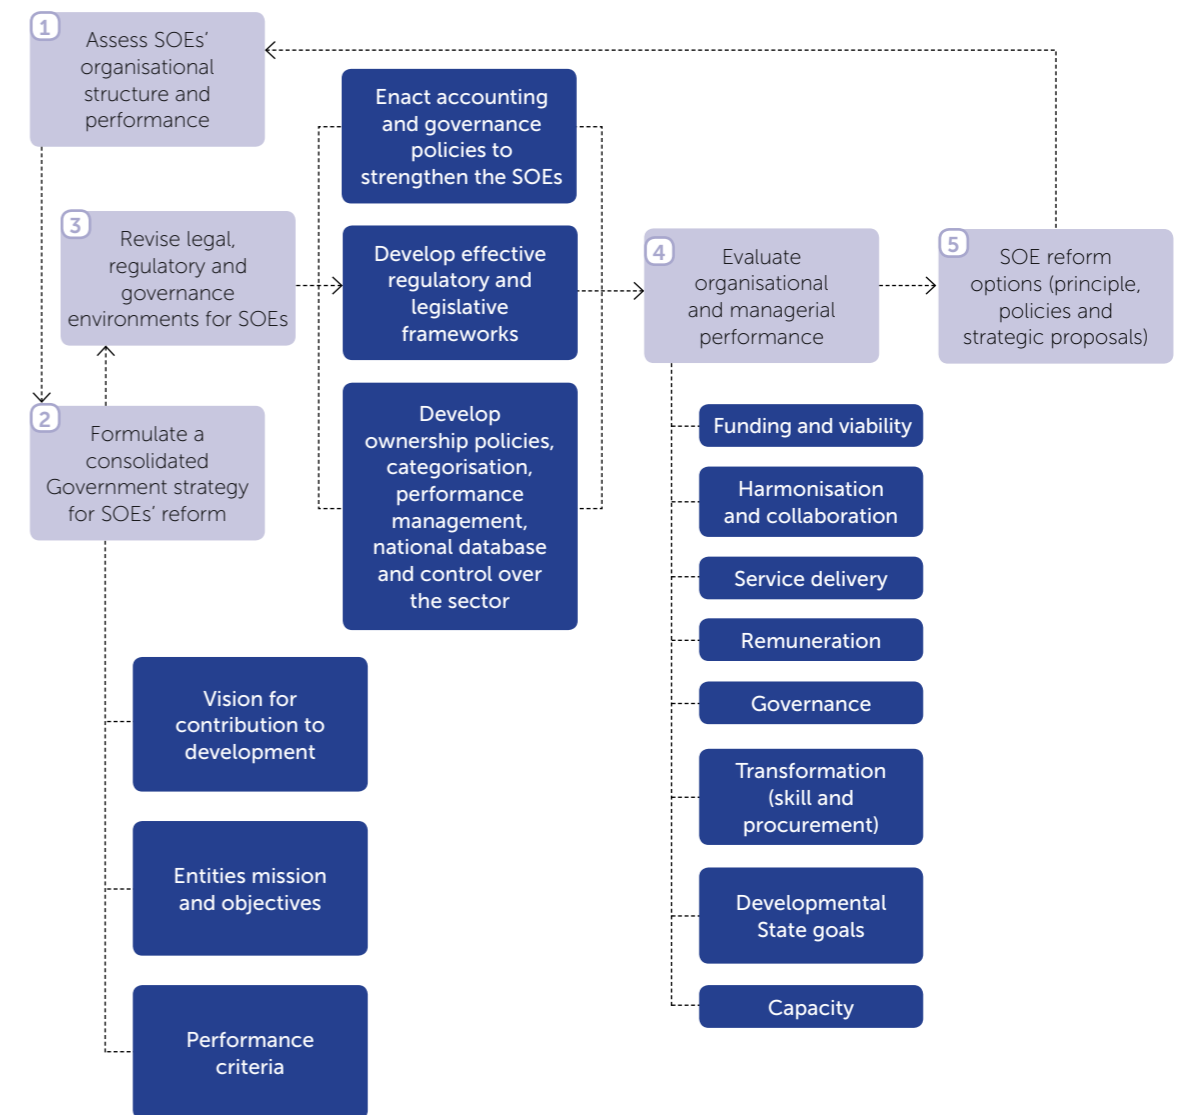 1
Assess SOEs'
organisational
structure and
performance
2
Formulate a
consolidated
Government strategy
for SOEs' reform
Vision for
contribution to
development
Entities mission
and objectives
Performance
criteria
3
Revise legal,
regulatory and
governance
environments for SOEs
Enact accounting
and governance
policies to
strengthen the SOEs
Develop effective
regulatory and
legislative
frameworks
Develop
ownership policies,
categorisation,
performance
management,
national database
and control over
the sector
4
Evaluate
organisational
and managerial
performance
Funding and viability
Harmonisation
and collaboration
Service delivery
Remuneration
Governance
Transformation
(skill and
procurement)
Developmental
State goals
Capacity
5
SOE reform
options (principle,
policies and
strategic proposals)